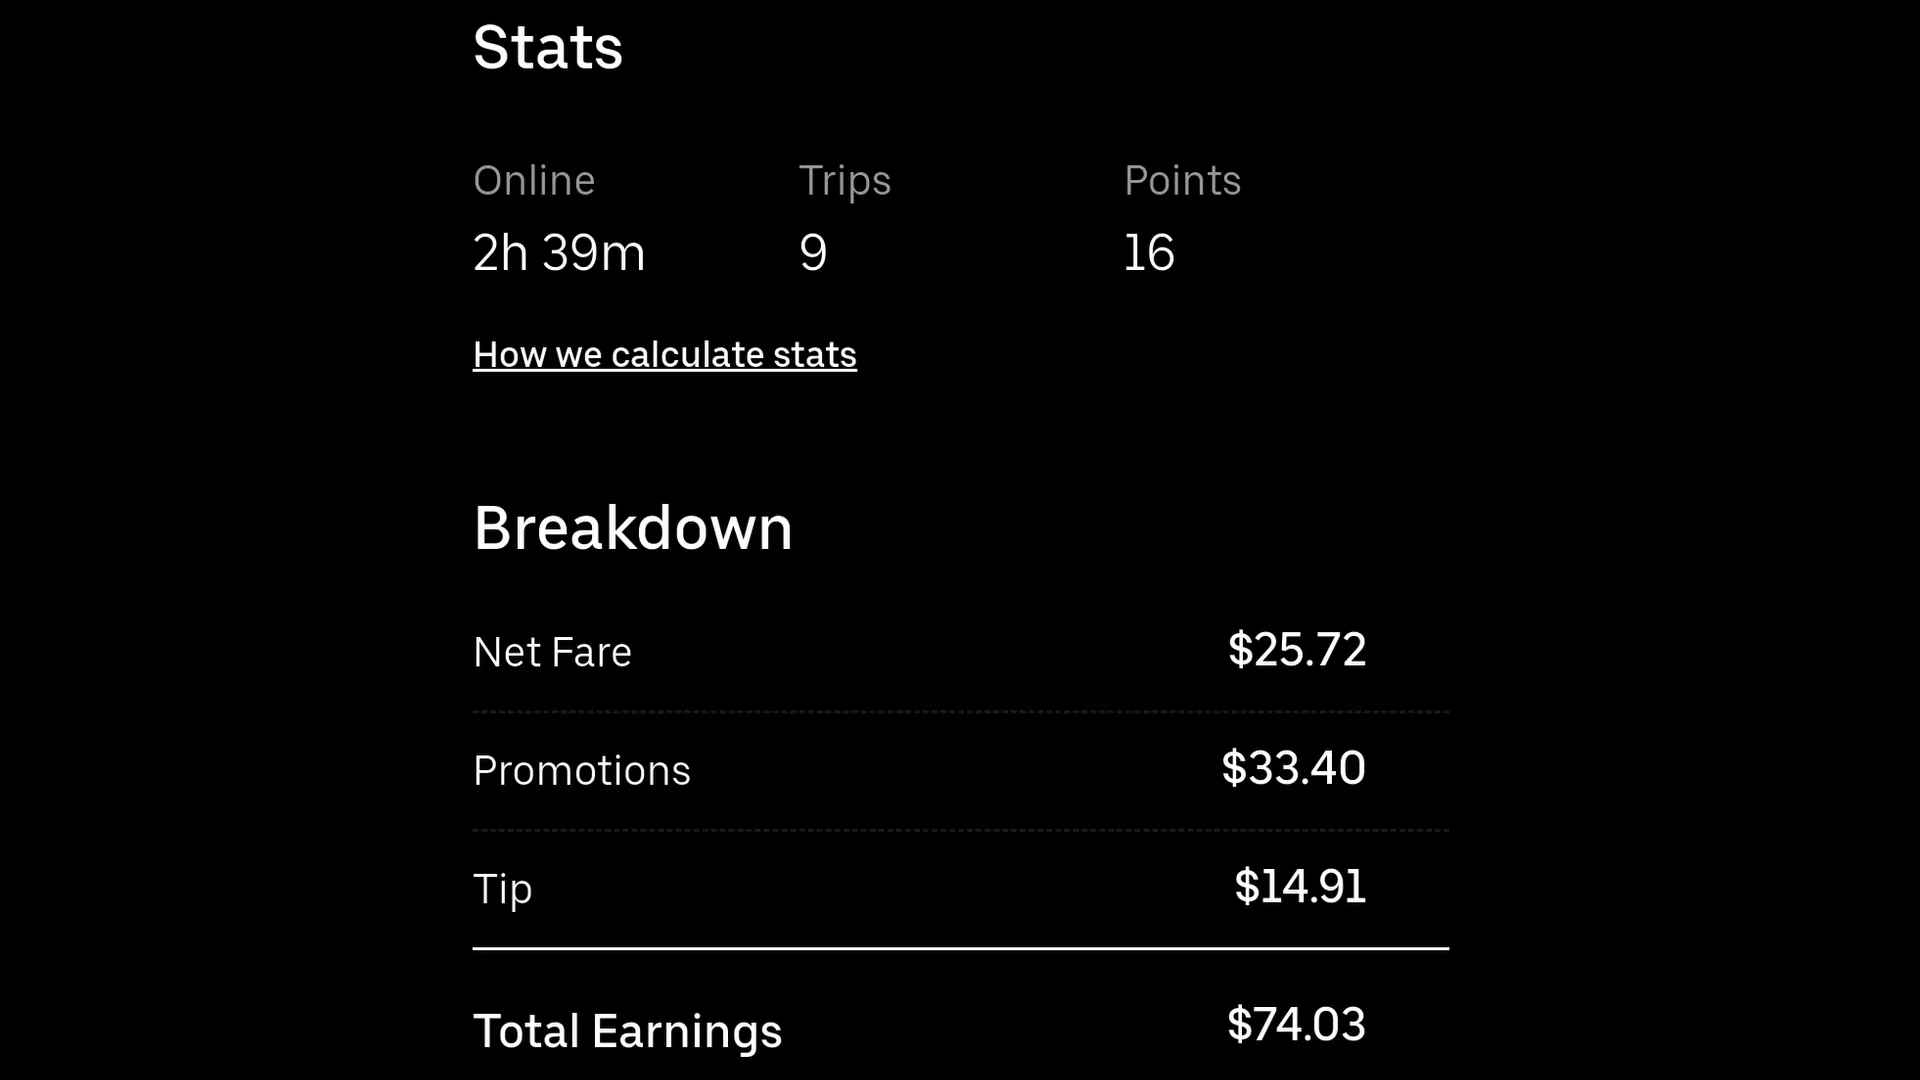 Stats
Online Trips Points
2h 39m 9 16
How we calculate stats
Breakdown
Net Fare $25.72
Promotions $33.40
Tip $14.91
Total Earnings $74.03